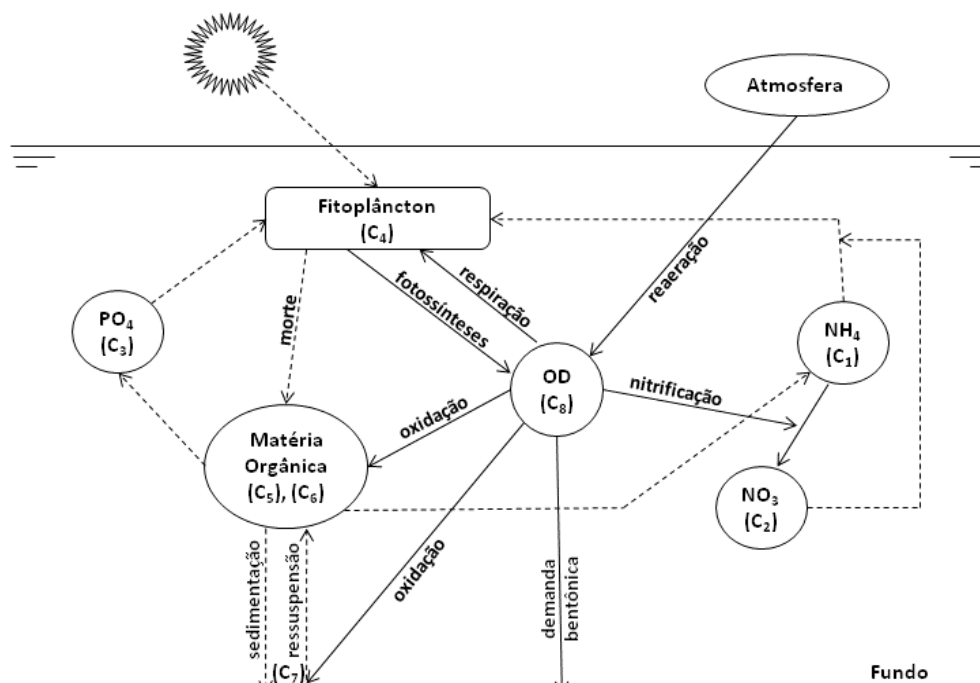 Atmosfera
Fitoplâncton
(C₄)
respiração
reaeração
fotossínteses
morte
PO₄
(C₃)
NH₄
(C₁)
OD
(C₈)
nitrificação
oxidação
Matéria
Orgânica
(C₅), (C₆)
NO₃
(C₂)
sedimentação
ressuspensão
oxidação
demanda
bentônica
(C₇)
Fundo